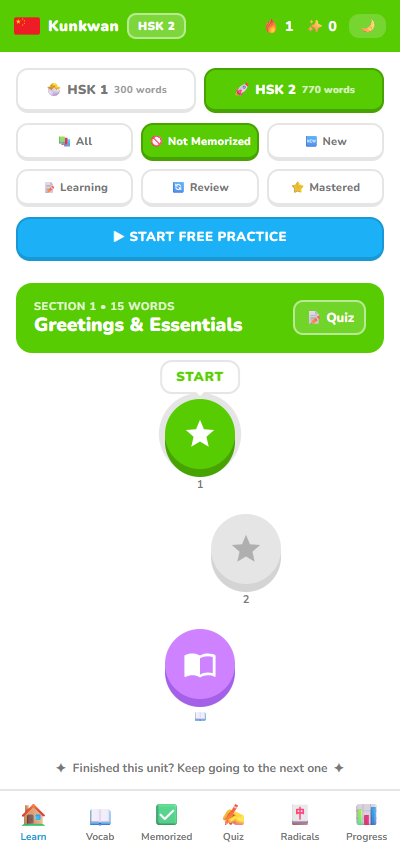 Kunkwan HSK 2 1 0
HSK 1 300 words HSK 2 770 words
All Not Memorized New
Learning Review Mastered
START FREE PRACTICE
SECTION 1 • 15 WORDS
Greetings & Essentials Quiz
START
1
2
✦ Finished this unit? Keep going to the next one ✦
Learn Vocab Memorized Quiz Radicals Progress